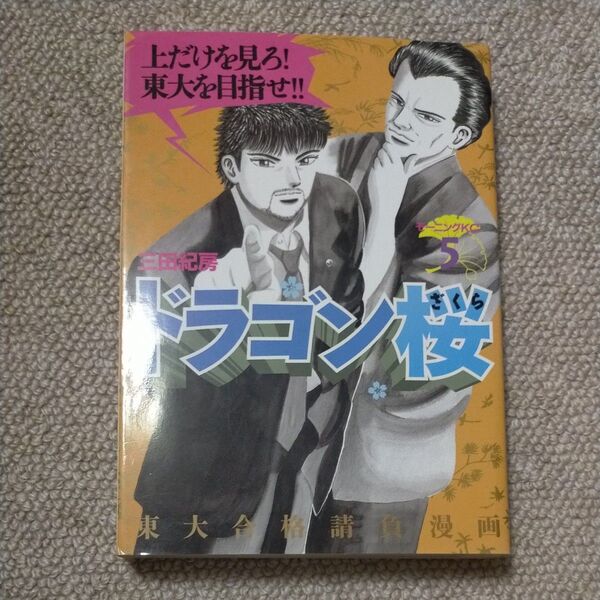 上だけを見ろ!
東大を目指せ!!
モーニングKC
5
三田紀房
ざくら
ドラゴン桜
東大合格請負漫画